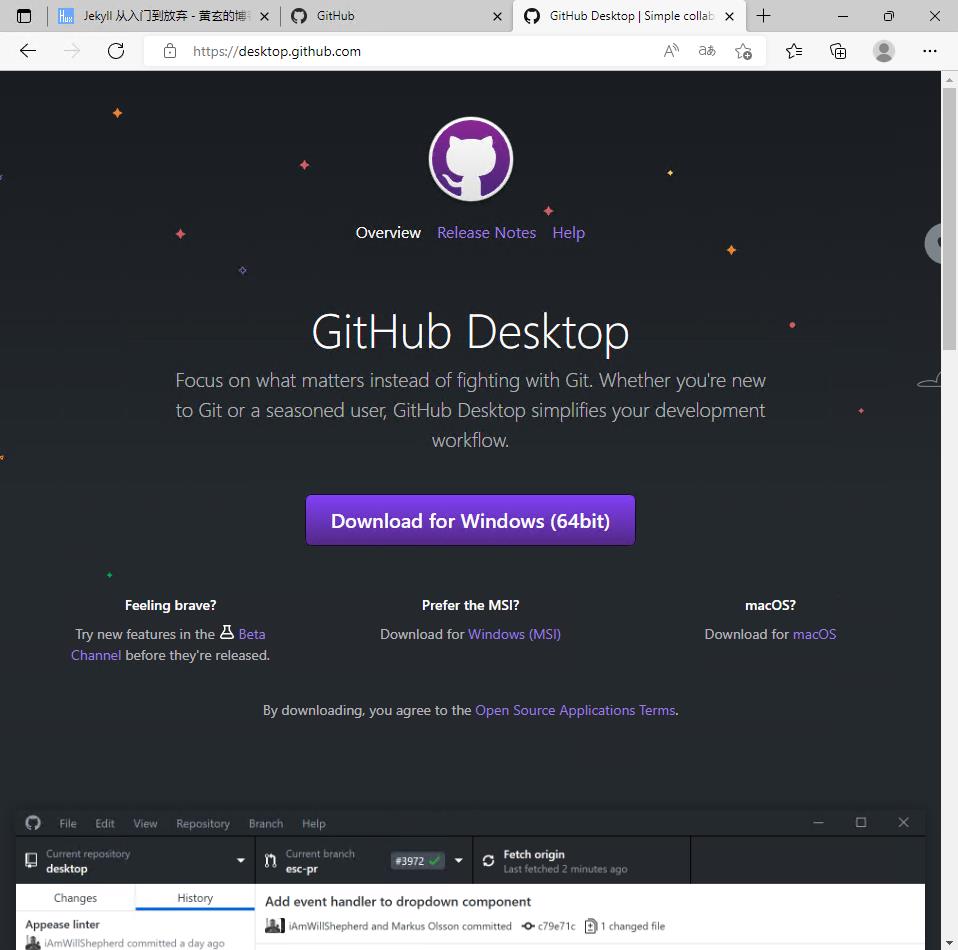 Jekyll 从入门到放弃 - 黄玄的博
GitHub
GitHub Desktop | Simple collab
https://desktop.github.com
Overview Release Notes Help
GitHub Desktop
Focus on what matters instead of fighting with Git. Whether you're new
to Git or a seasoned user, GitHub Desktop simplifies your development
workflow.
Download for Windows (64bit)
Feeling brave?
Try new features in the Beta
Channel before they're released.
Prefer the MSI?
Download for Windows (MSI)
macOS?
Download for macOS
By downloading, you agree to the Open Source Applications Terms.
File Edit View Repository Branch Help
Current repository
desktop
Current branch
esc-pr
#3972
Fetch origin
Last fetched 2 minutes ago
Changes History
Appease linter
iAmWillShepherd committed a day ago
Add event handler to dropdown component
iAmWillShepherd and Markus Olsson committed c79e71c 1 changed file